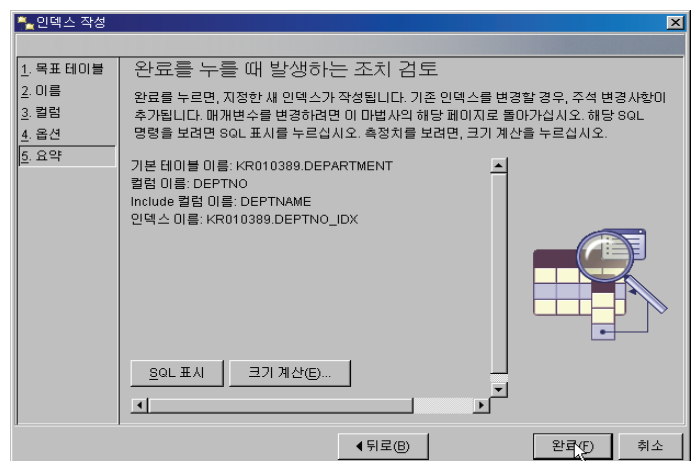 인덱스 작성
1. 목표 테이블
2. 이름
3. 컬럼
4. 옵션
5. 요약
완료를 누를 때 발생하는 조치 검토
완료를 누르면, 지정한 새 인덱스가 작성됩니다. 기존 인덱스를 변경할 경우, 주석 변경사항이
추가됩니다. 매개변수를 변경하려면 이 마법사의 해당 페이지로 돌아가십시오. 해당 SQL
명령을 보려면 SQL 표시를 누르십시오. 측정치를 보려면, 크기 계산을 누르십시오.
기본 테이블 이름: KR010389.DEPARTMENT
컬럼 이름: DEPTNO
Include 컬럼 이름: DEPTNAME
인덱스 이름: KR010389.DEPTNO_IDX
SQL 표시
크기 계산(E)...
뒤로(B)
완료(F)
취소